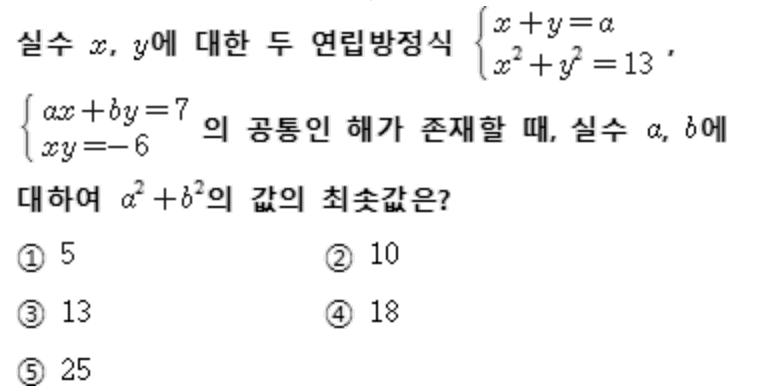 실수 x, y에 대한 두 연립방정식 { x+y=a
x²+y²=13 ,
{ ax+by=7
xy=-6 의 공통인 해가 존재할 때, 실수 a, b에
대하여 a²+b²의 값의 최솟값은?
① 5 ② 10
③ 13 ④ 18
⑤ 25